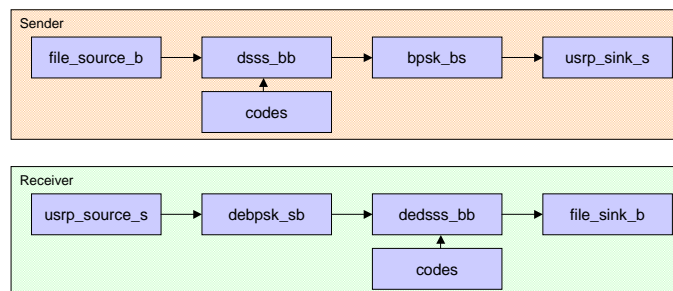 Sender
file_source_b
dsss_bb
bpsk_bs
usrp_sink_s
codes
Receiver
usrp_source_s
debpsk_sb
dedsss_bb
file_sink_b
codes